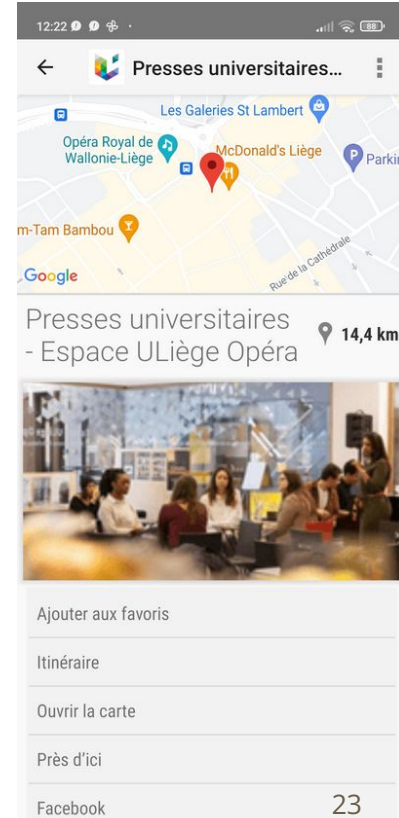 12:22
88
Presses universitaires...
Les Galeries St Lambert
Opéra Royal de
Wallonie-Liège
McDonald's Liège
P
Parkin
m-Tam Bambou
Rue de la Cathédrale
Google
Presses universitaires
- Espace ULiège Opéra
14,4 km
Ajouter aux favoris
Itinéraire
Ouvrir la carte
Près d'ici
Facebook
23